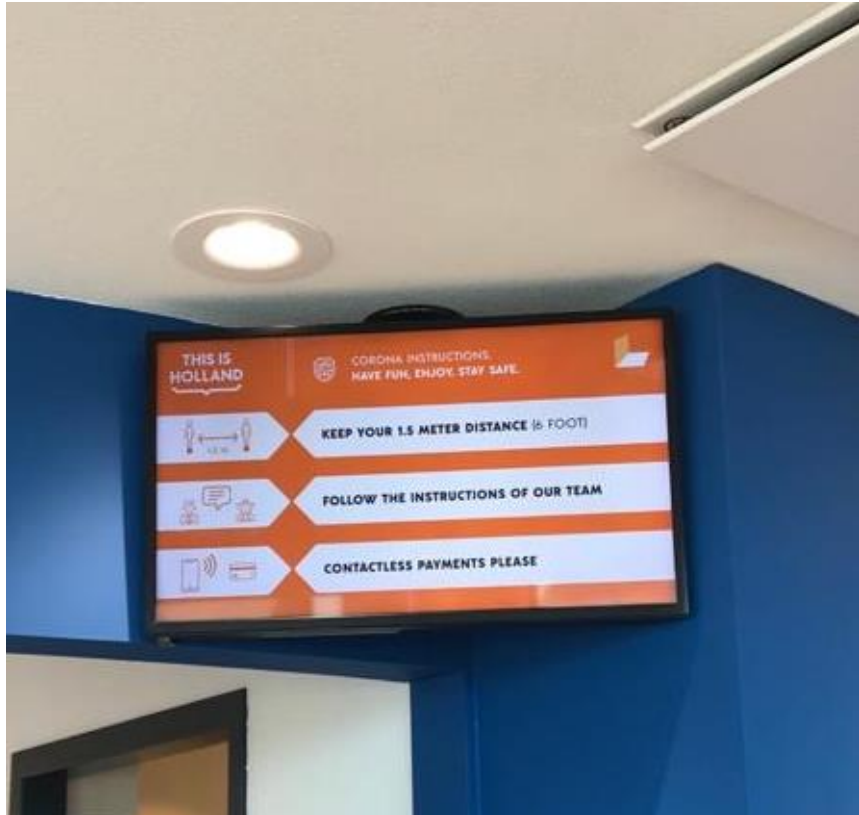 THIS IS
HOLLAND
CORONA INSTRUCTIONS.
HAVE FUN, ENJOY, STAY SAFE.
KEEP YOUR 1.5 METER DISTANCE (6 FOOT)
FOLLOW THE INSTRUCTIONS OF OUR TEAM
CONTACTLESS PAYMENTS PLEASE